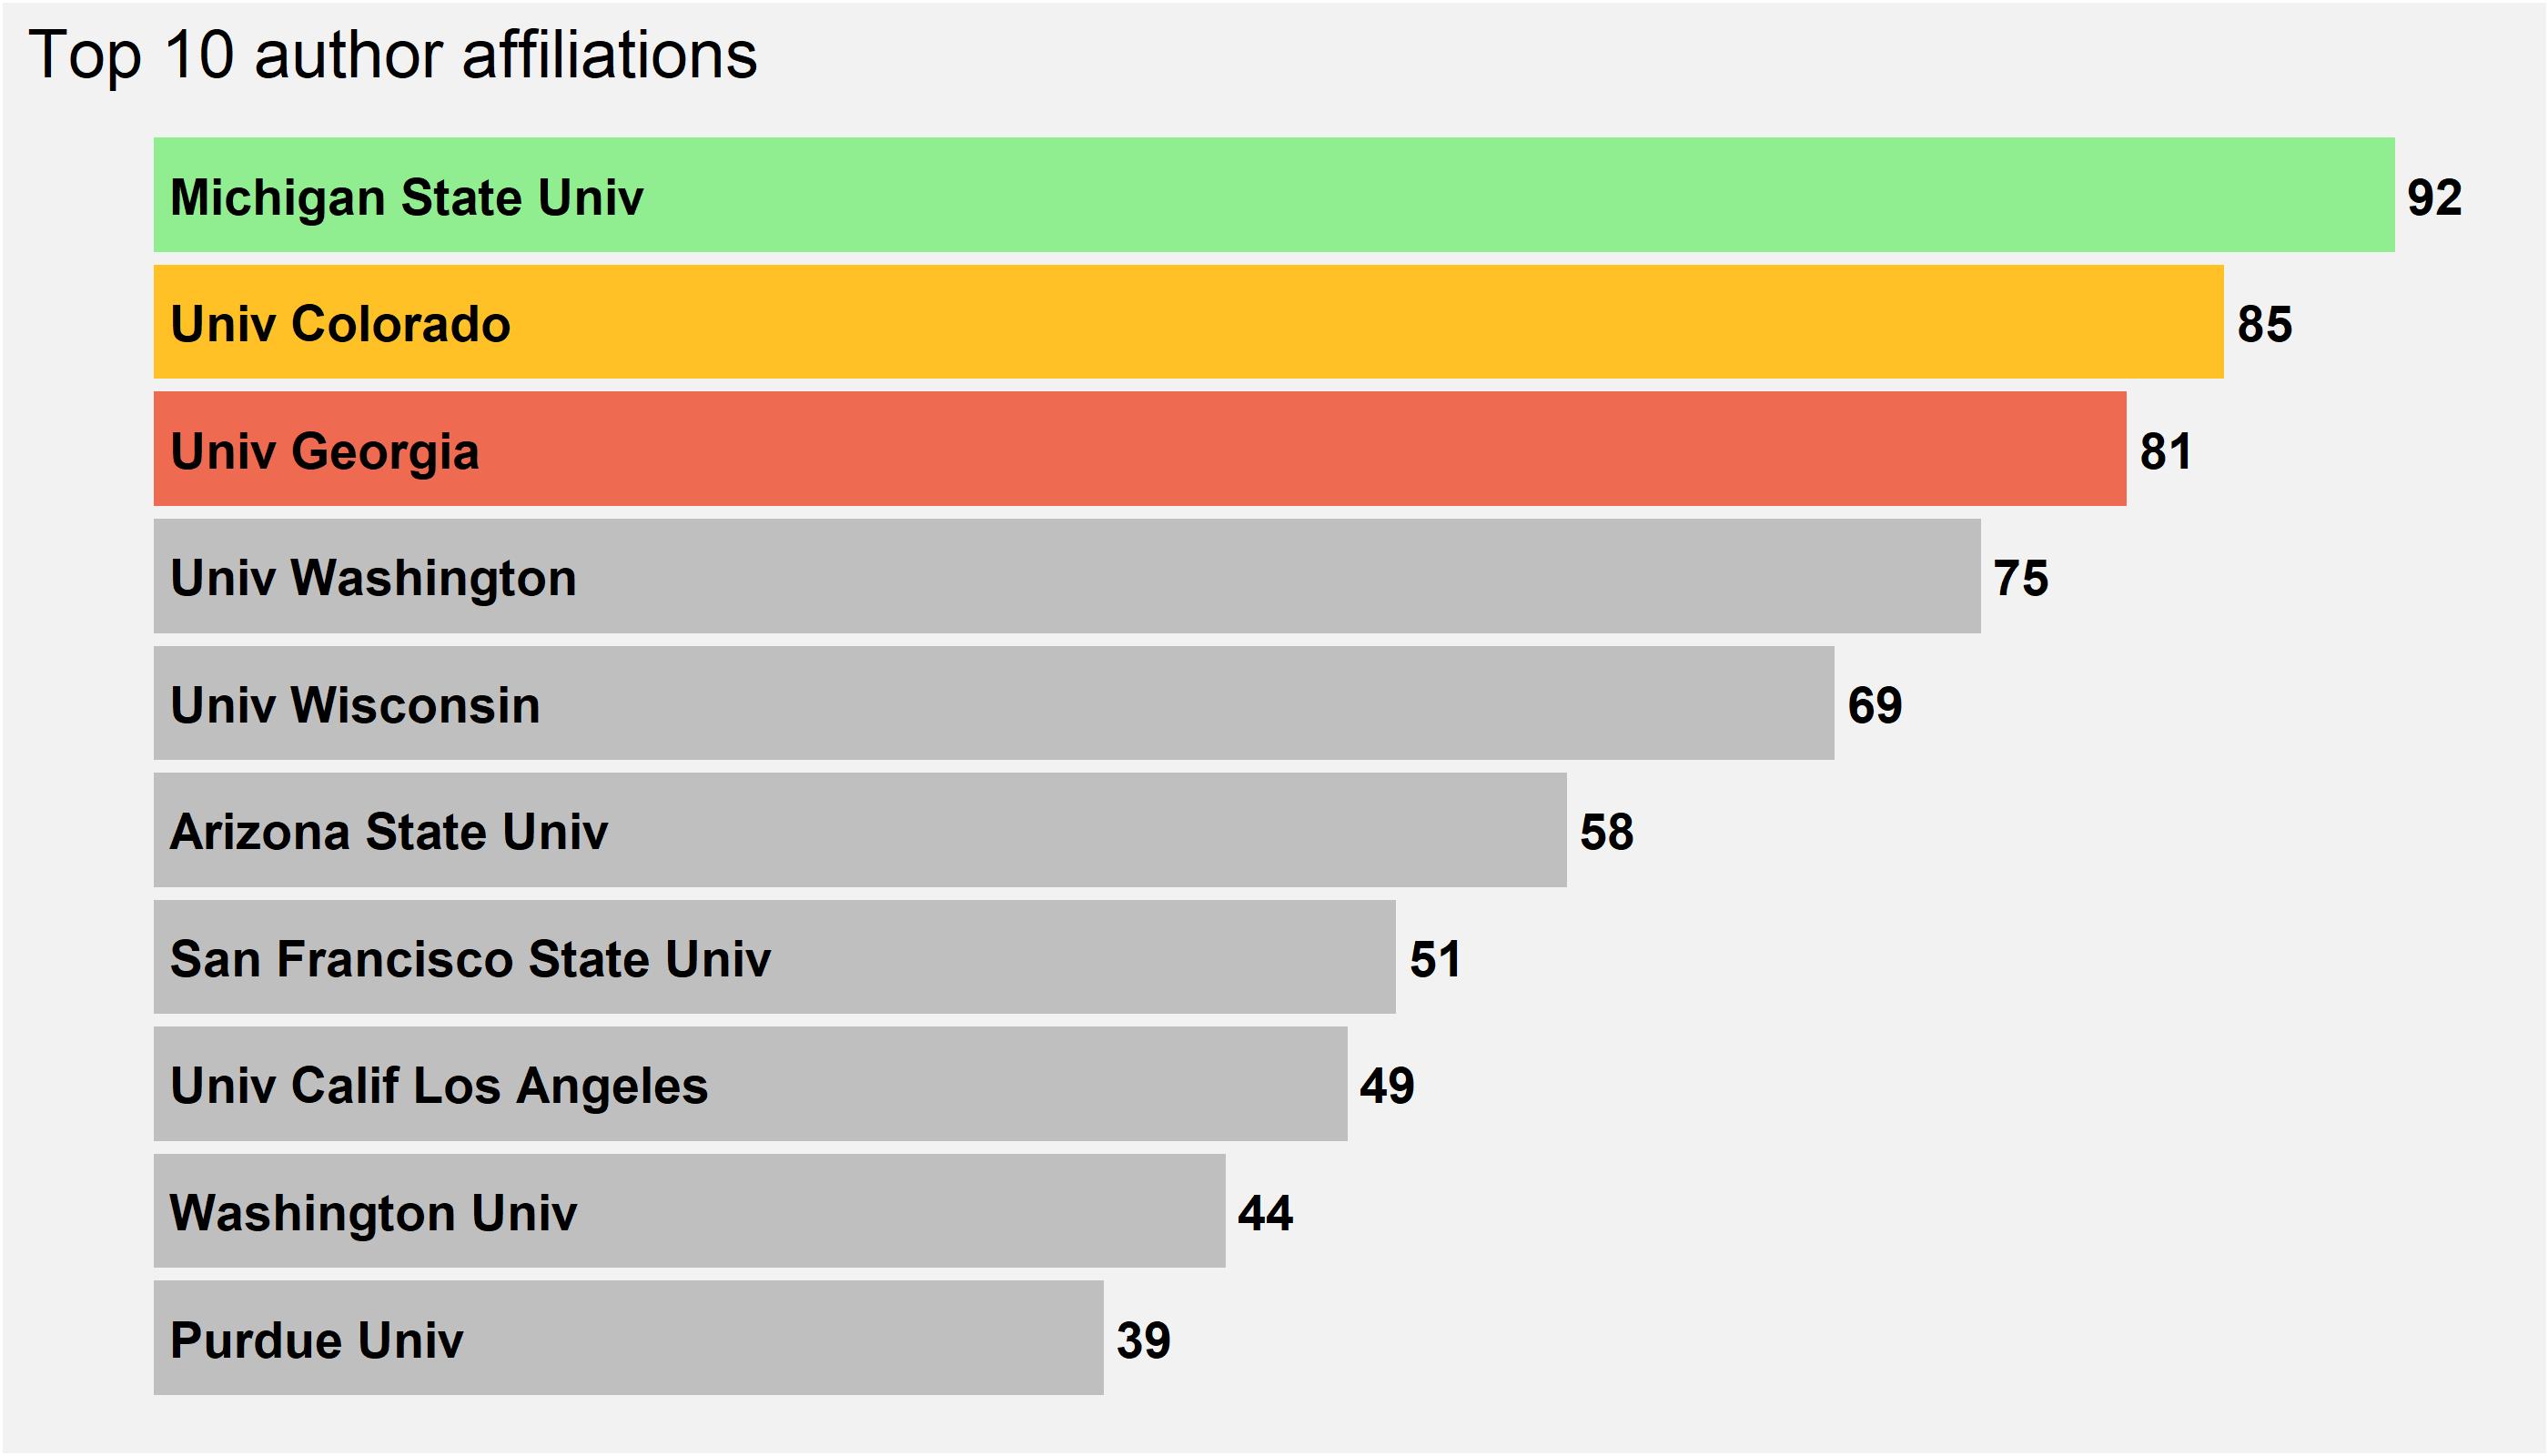 Top 10 author affiliations
Michigan State Univ 92
Univ Colorado 85
Univ Georgia 81
Univ Washington 75
Univ Wisconsin 69
Arizona State Univ 58
San Francisco State Univ 51
Univ Calif Los Angeles 49
Washington Univ 44
Purdue Univ 39